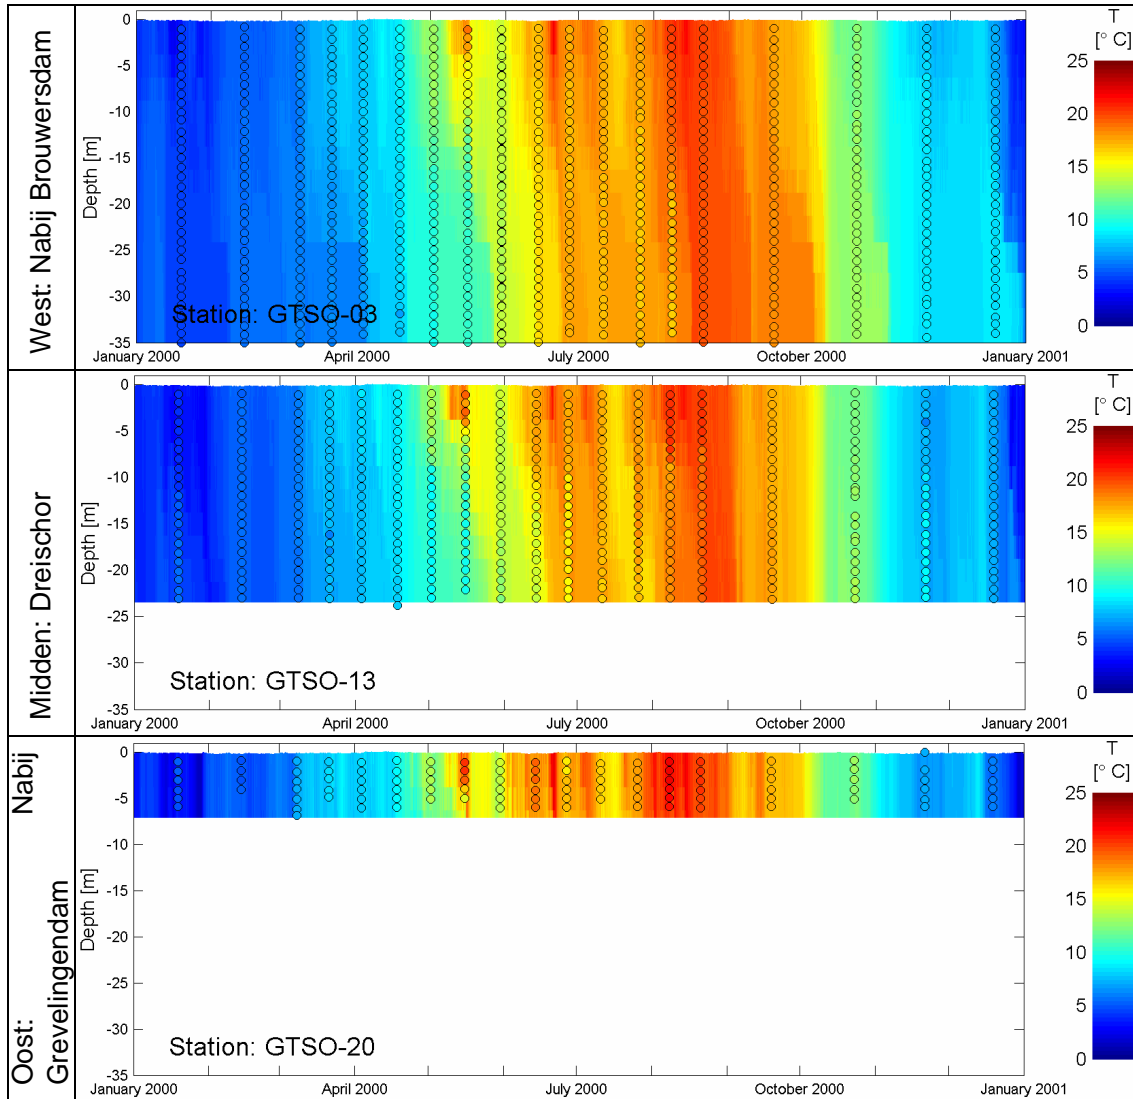 West Nabij Brouwersdam
Depth [m]
0
-5
-10
-15
-20
-25
-30
-35
Station: GTSO-03
January 2000
April 2000
July 2000
October 2000
January 2001
T
[° C]
25
20
15
10
5
0
Midden: Dreischor
Depth [m]
0
-5
-10
-15
-20
-25
-30
-35
Station: GTSO-13
January 2000
April 2000
July 2000
October 2000
January 2001
T
[° C]
25
20
15
10
5
0
Oost: Nabij
Grevelingendam
Depth [m]
0
-5
-10
-15
-20
-25
-30
-35
Station: GTSO-20
January 2000
April 2000
July 2000
October 2000
January 2001
T
[° C]
25
20
15
10
5
0